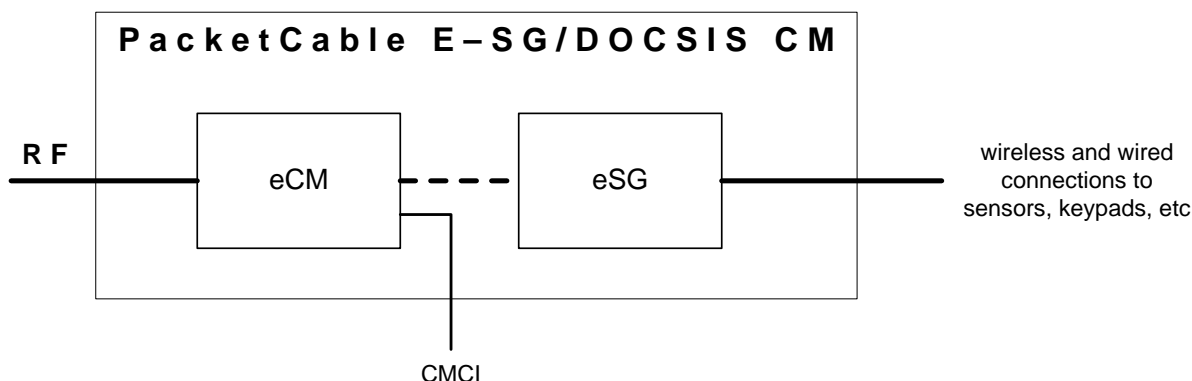 PacketCable E–SG/DOCSIS CM
RF
eCM
eSG
wireless and wired
connections to
sensors, keypads, etc
CMCI